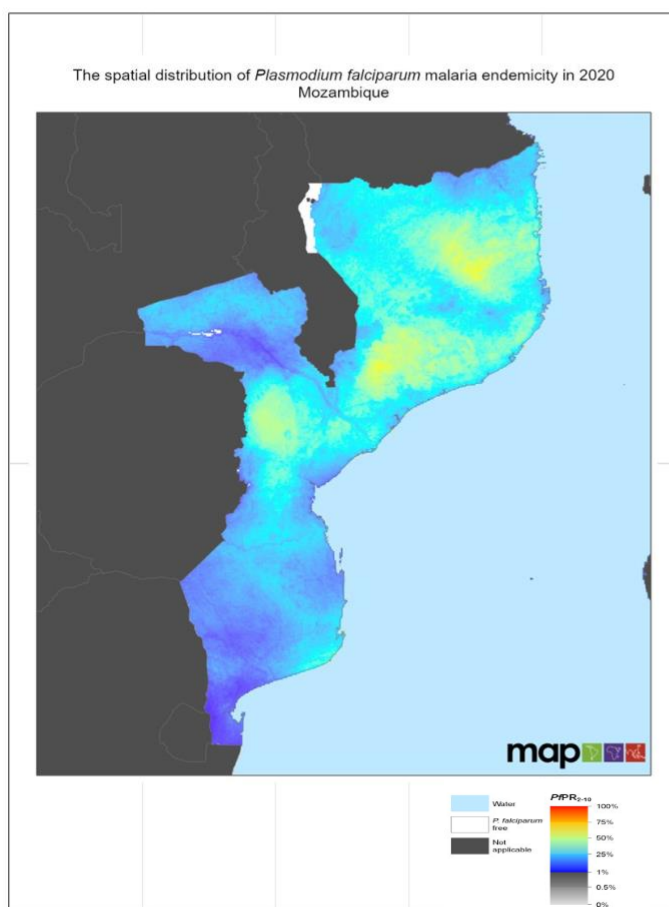 The spatial distribution of Plasmodium falciparum malaria endemicity in 2020
Mozambique
map
Water
P. falciparum
free
Not
applicable
PfPR2-10
100%
75%
50%
25%
1%
0.5%
0%